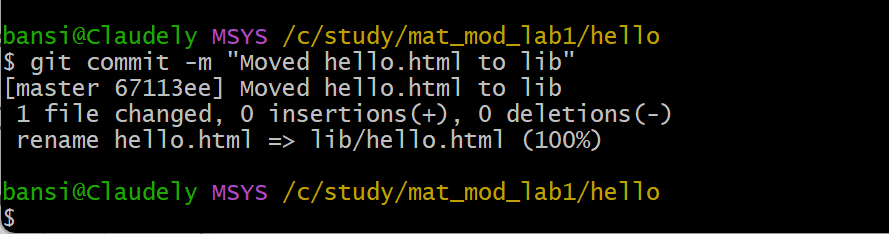 bansi@Claudely MSYS /c/study/mat_mod_lab1/hello
$ git commit -m "Moved hello.html to lib"
[master 67113ee] Moved hello.html to lib
 1 file changed, 0 insertions(+), 0 deletions(-)
 rename hello.html => lib/hello.html (100%)
bansi@Claudely MSYS /c/study/mat_mod_lab1/hello
$